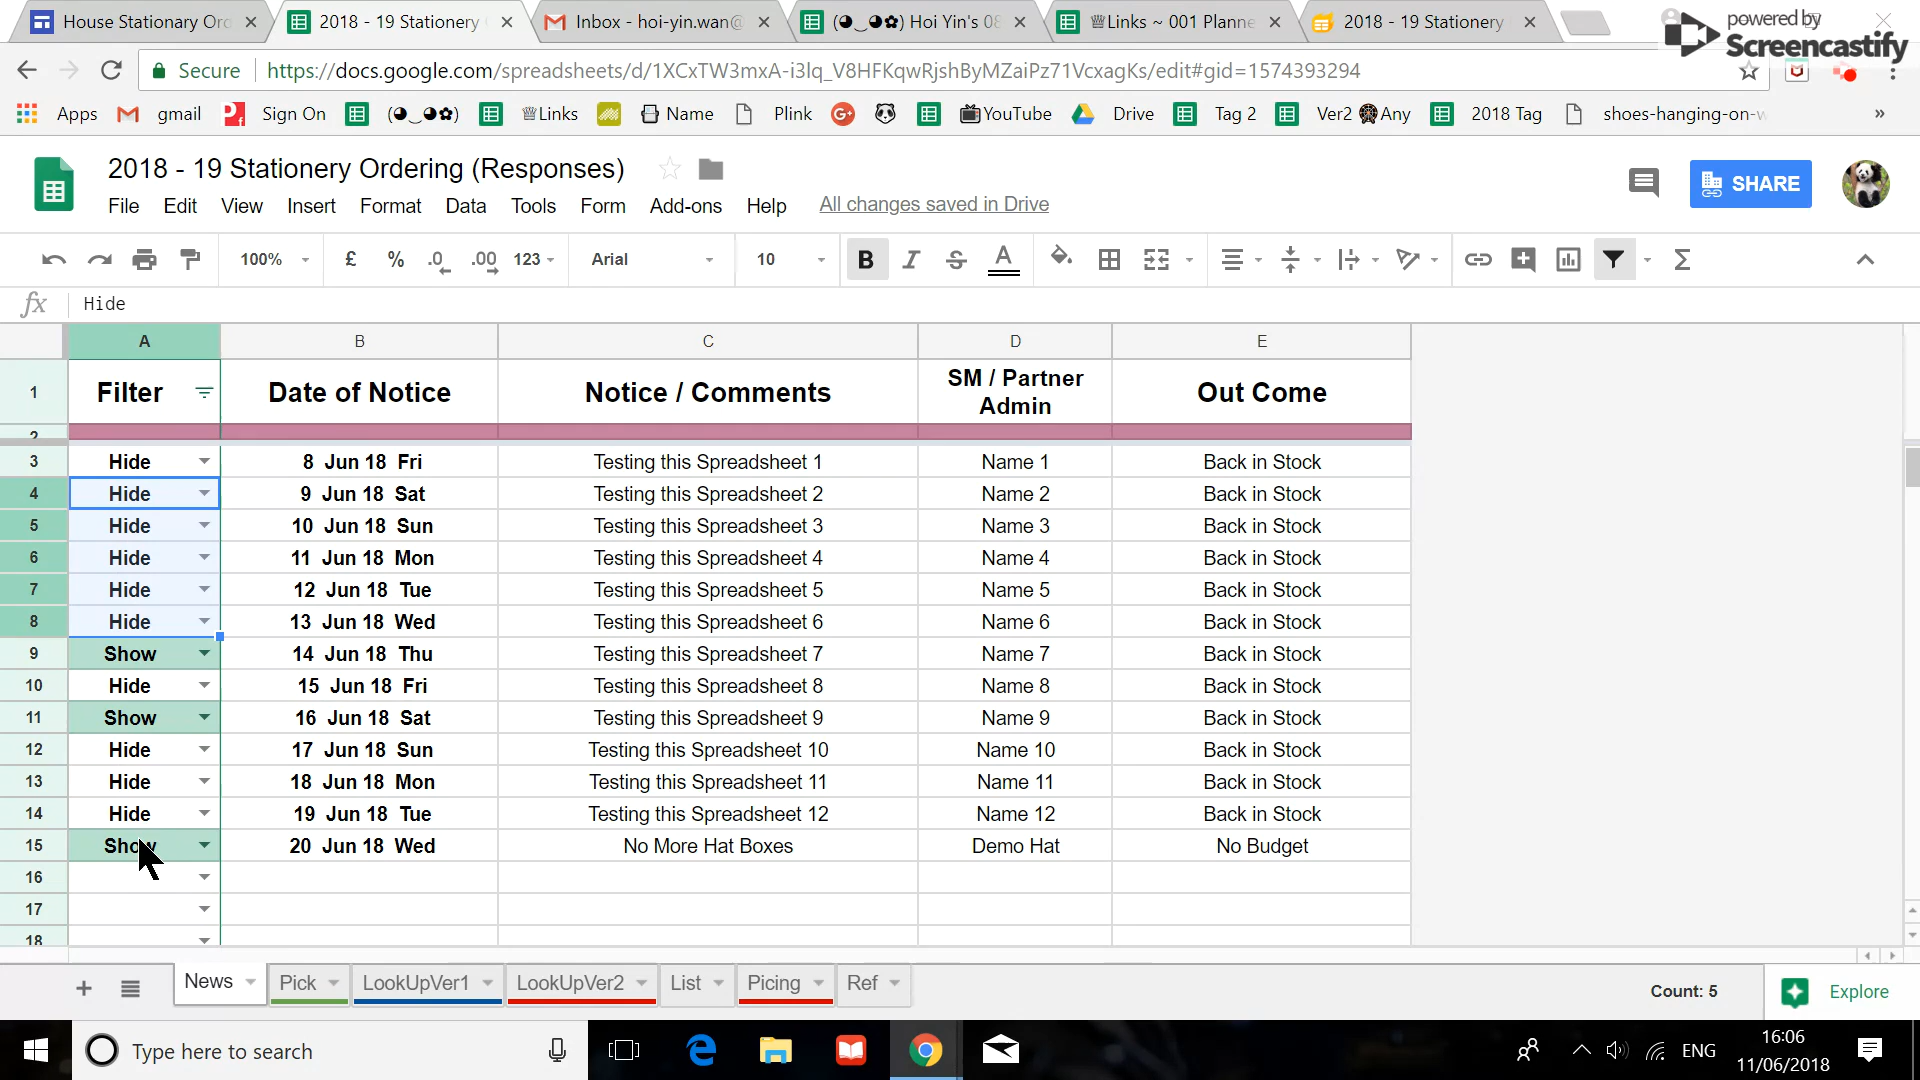 House Stationary Ord
2018 - 19 Stationery
Inbox - hoi-yin.wan@
(◕‿◕✿) Hoi Yin's 08
♕Links ~ 001 Planne
2018 - 19 Stationery
powered by
Screencastify
Secure
https://docs.google.com/spreadsheets/d/1XCxTW3mxA-i3lq_V8HFKqwRjshByMZaiPz71VcxagKs/edit#gid=1574393294
Apps
gmail
Sign On
(◕‿◕✿)
♕Links
Name
Plink
YouTube
Drive
Tag 2
Ver2 Any
2018 Tag
shoes-hanging-on-w
»
2018 - 19 Stationery Ordering (Responses)
File Edit View Insert Format Data Tools Form Add-ons Help All changes saved in Drive
SHARE
100% £ % .0 .00 123 Arial 10 B I S A Σ
fx Hide
A B C D E
1 Filter Date of Notice Notice / Comments SM / Partner Admin Out Come
2
3 Hide 8 Jun 18 Fri Testing this Spreadsheet 1 Name 1 Back in Stock
4 Hide 9 Jun 18 Sat Testing this Spreadsheet 2 Name 2 Back in Stock
5 Hide 10 Jun 18 Sun Testing this Spreadsheet 3 Name 3 Back in Stock
6 Hide 11 Jun 18 Mon Testing this Spreadsheet 4 Name 4 Back in Stock
7 Hide 12 Jun 18 Tue Testing this Spreadsheet 5 Name 5 Back in Stock
8 Hide 13 Jun 18 Wed Testing this Spreadsheet 6 Name 6 Back in Stock
9 Show 14 Jun 18 Thu Testing this Spreadsheet 7 Name 7 Back in Stock
10 Hide 15 Jun 18 Fri Testing this Spreadsheet 8 Name 8 Back in Stock
11 Show 16 Jun 18 Sat Testing this Spreadsheet 9 Name 9 Back in Stock
12 Hide 17 Jun 18 Sun Testing this Spreadsheet 10 Name 10 Back in Stock
13 Hide 18 Jun 18 Mon Testing this Spreadsheet 11 Name 11 Back in Stock
14 Hide 19 Jun 18 Tue Testing this Spreadsheet 12 Name 12 Back in Stock
15 Show 20 Jun 18 Wed No More Hat Boxes Demo Hat No Budget
16
17
18
News Pick LookUpVer1 LookUpVer2 List Picing Ref
Count: 5
Explore
Type here to search
ENG
16:06
11/06/2018